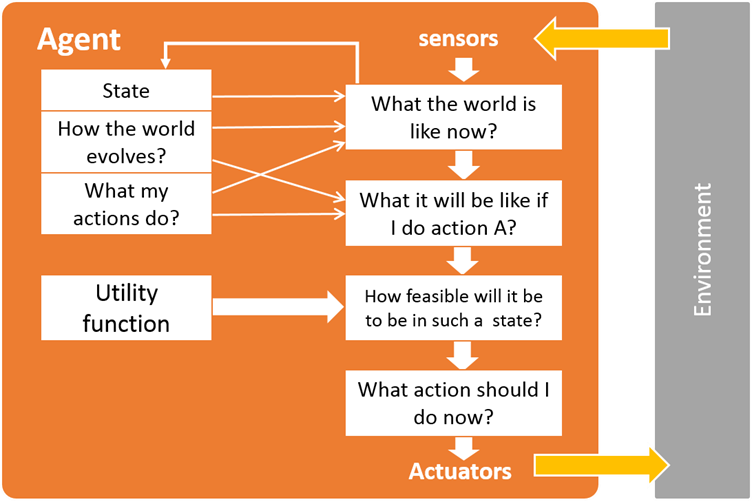 Agent
sensors
State
How the world
evolves?
What my
actions do?
What the world is
like now?
What it will be like if
I do action A?
Utility
function
How feasible will it be
to be in such a  state?
What action should I
do now?
Actuators
Environment